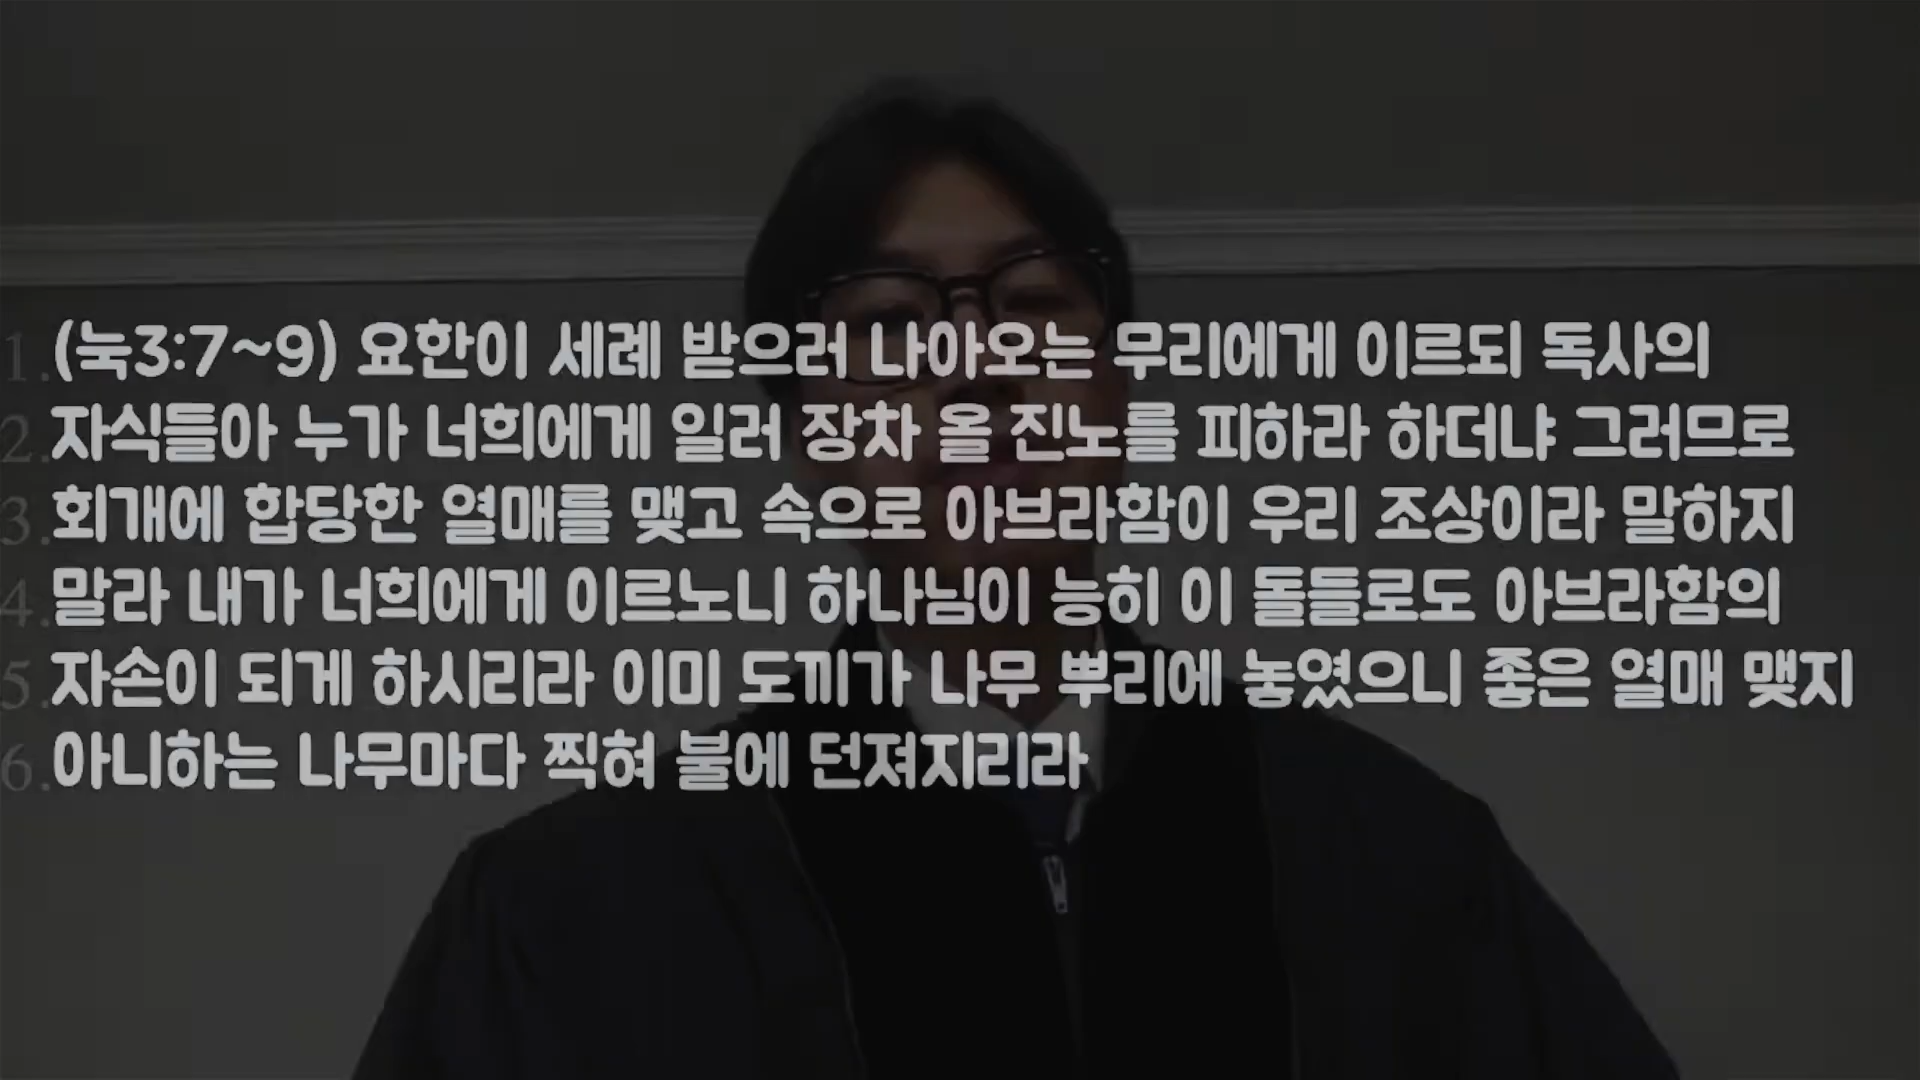 1. (눅3:7~9) 요한이 세례 받으러 나아오는 무리에게 이르되 독사의
2. 자식들아 누가 너희에게 일러 장차 올 진노를 피하라 하더냐 그러므로
3. 회개에 합당한 열매를 맺고 속으로 아브라함이 우리 조상이라 말하지
4. 말라 내가 너희에게 이르노니 하나님이 능히 이 돌들로도 아브라함의
5. 자손이 되게 하시리라 이미 도끼가 나무 뿌리에 놓였으니 좋은 열매 맺지
6. 아니하는 나무마다 찍혀 불에 던져지리라